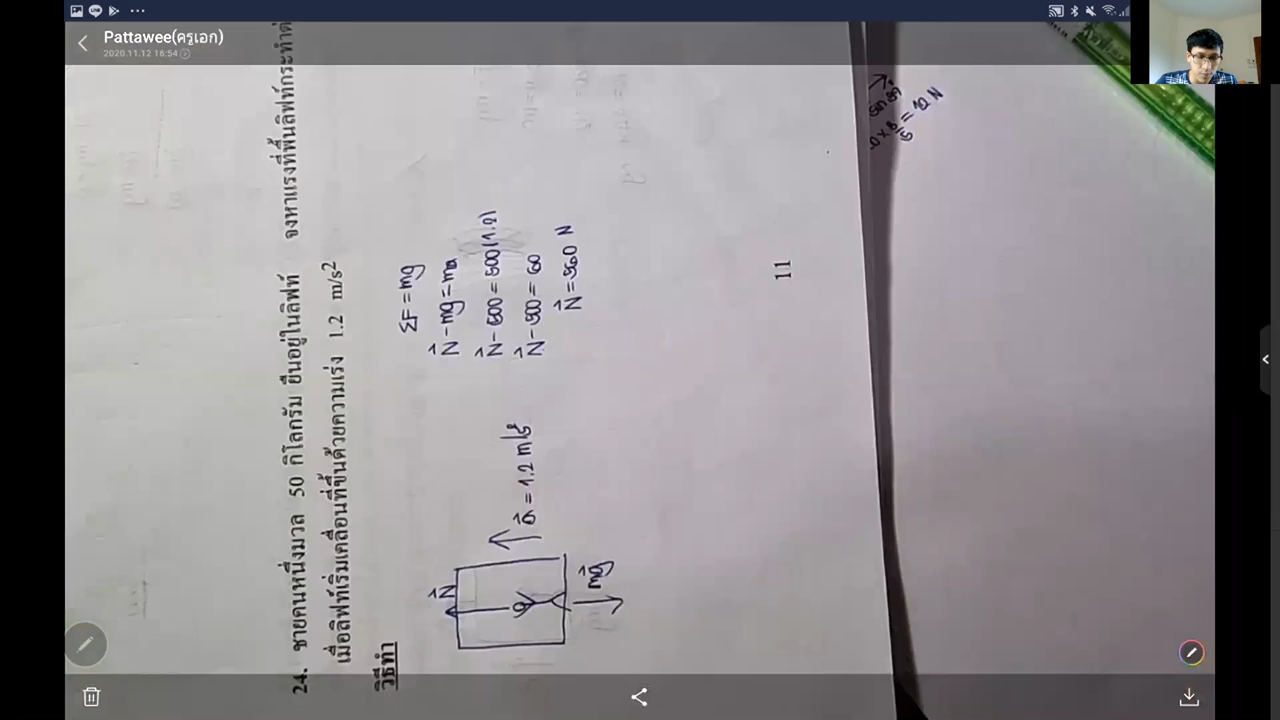 Pattawee(ครูเอก)
2020.11.12 16:54
24. ชายคนหนึ่งมวล 50 กิโลกรัม ยืนอยู่ในลิฟท์ จงหาแรงที่พื้นลิฟท์กระทำต่
เมื่อลิฟท์เริ่มเคลื่อนที่ขึ้นด้วยความเร่ง 1.2 m/s²
วิธีทำ
N
a = 1.2 m/s
mg
ΣF = mg
N - mg = ma
N - 500 = 500(1.2)
N - 500 = 60
N = 560 N
11
= 12 N